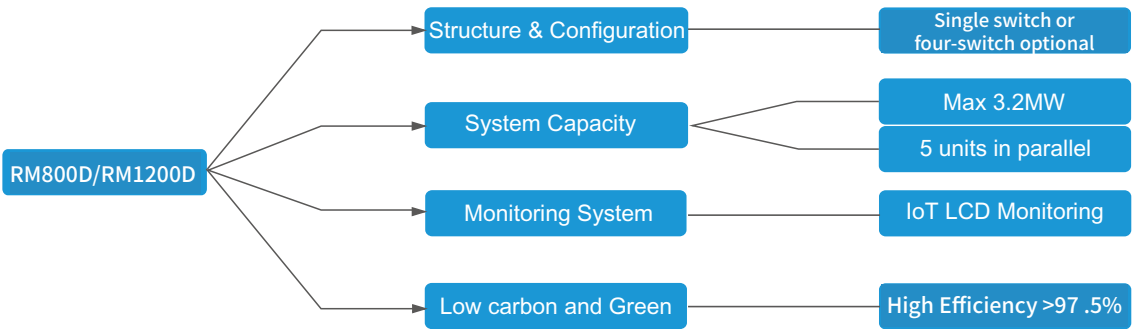 RM800D/RM1200D
Structure & Configuration
Single switch or
four-switch optional
System Capacity
Max 3.2MW
5 units in parallel
Monitoring System
IoT LCD Monitoring
Low carbon and Green
High Efficiency >97 .5%